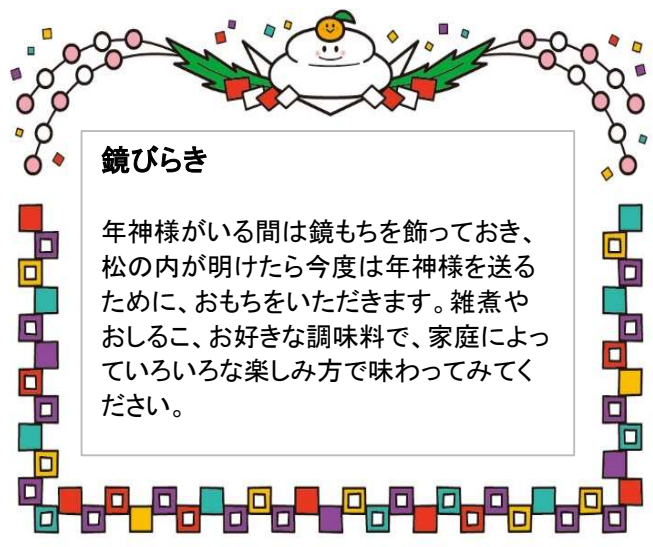 鏡びらき
年神様がいる間は鏡もちを飾っておき、
松の内が明けたら今度は年神様を送る
ために、おもちをいただきます。雑煮や
おしるこ、お好きな調味料で、家庭によっ
ていろいろな楽しみ方で味わってみてく
ださい。